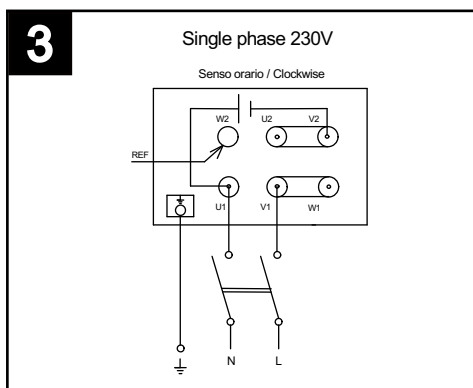 3
Single phase 230V
Senso orario / Clockwise
W2 U2 V2
REF
U1 V1 W1
N L